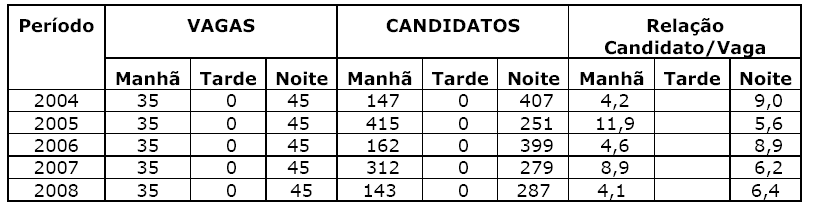 Período VAGAS CANDIDATOS Relação
Candidato/Vaga
Manhã Tarde Noite Manhã Tarde Noite Manhã Tarde Noite
2004 35 0 45 147 0 407 4,2 9,0
2005 35 0 45 415 0 251 11,9 5,6
2006 35 0 45 162 0 399 4,6 8,9
2007 35 0 45 312 0 279 8,9 6,2
2008 35 0 45 143 0 287 4,1 6,4